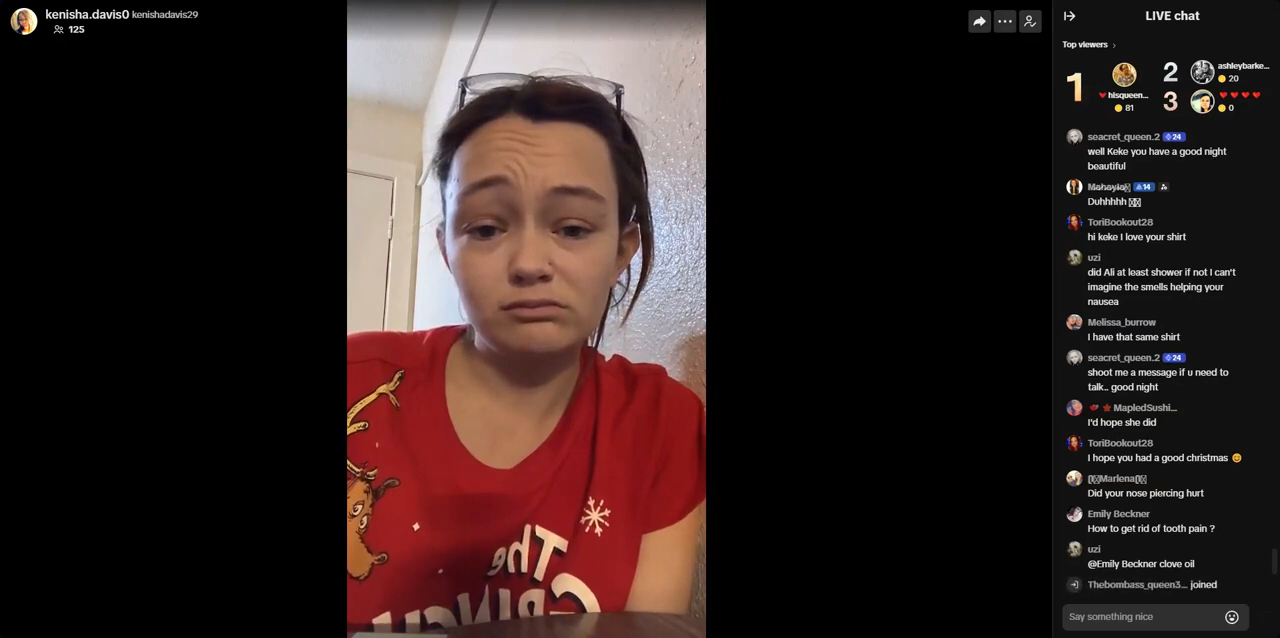 kenisha.davis0 kenishadavis29
125
LIVE chat
Top viewers
1
hisqueen...
81
2
ashleybarke...
20
3
0
seacret_queen.2 24
well Keke you have a good night
beautiful
Mahayla 14
Duhhhhh
ToriBookout28
hi keke I love your shirt
uzi
did Ali at least shower if not I can't
imagine the smells helping your
nausea
Melissa_burrow
I have that same shirt
seacret_queen.2 24
shoot me a message if u need to
talk.. good night
MapledSushi...
I'd hope she did
ToriBookout28
I hope you had a good christmas 😊
Marlena
Did your nose piercing hurt
Emily Beckner
How to get rid of tooth pain ?
uzi
@Emily Beckner clove oil
Thebombass_queen3... joined
Say something nice
The
GRINCH